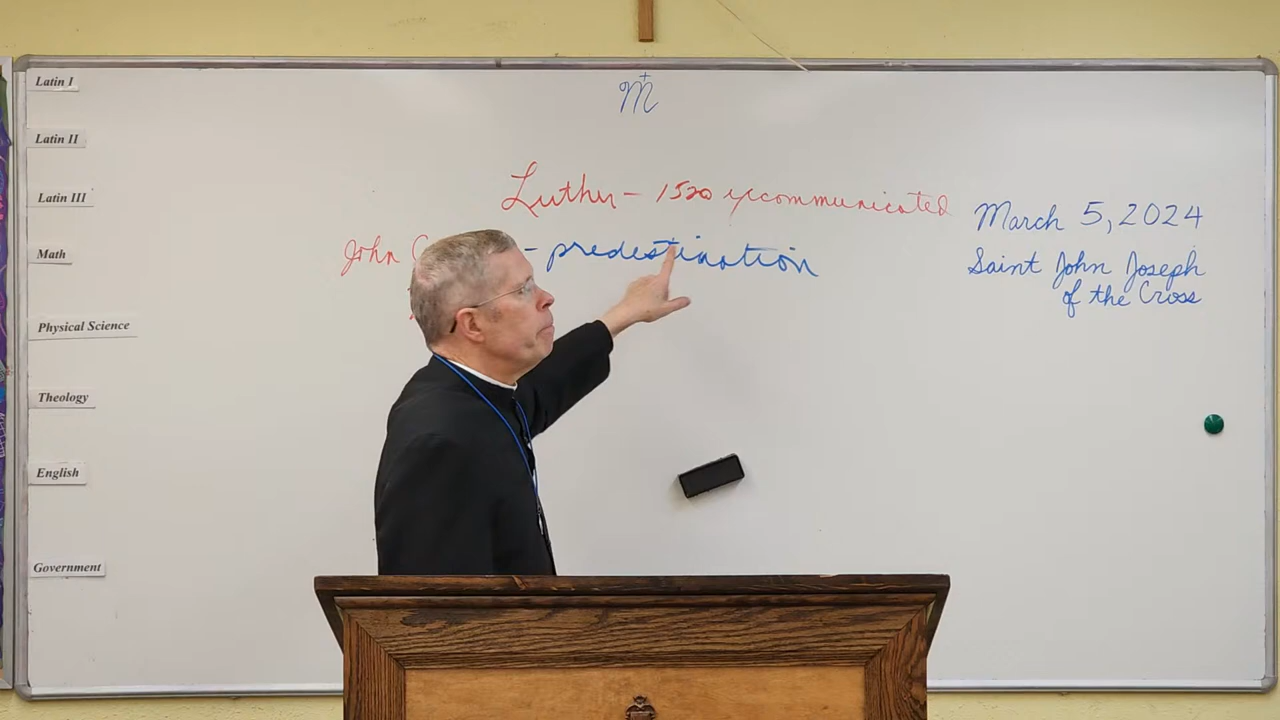 Latin I
Latin II
Latin III
Math
Physical Science
Theology
English
Government
M
Luther – 1520 excommunicated
John – predestination
March 5, 2024
Saint John Joseph
of the Cross